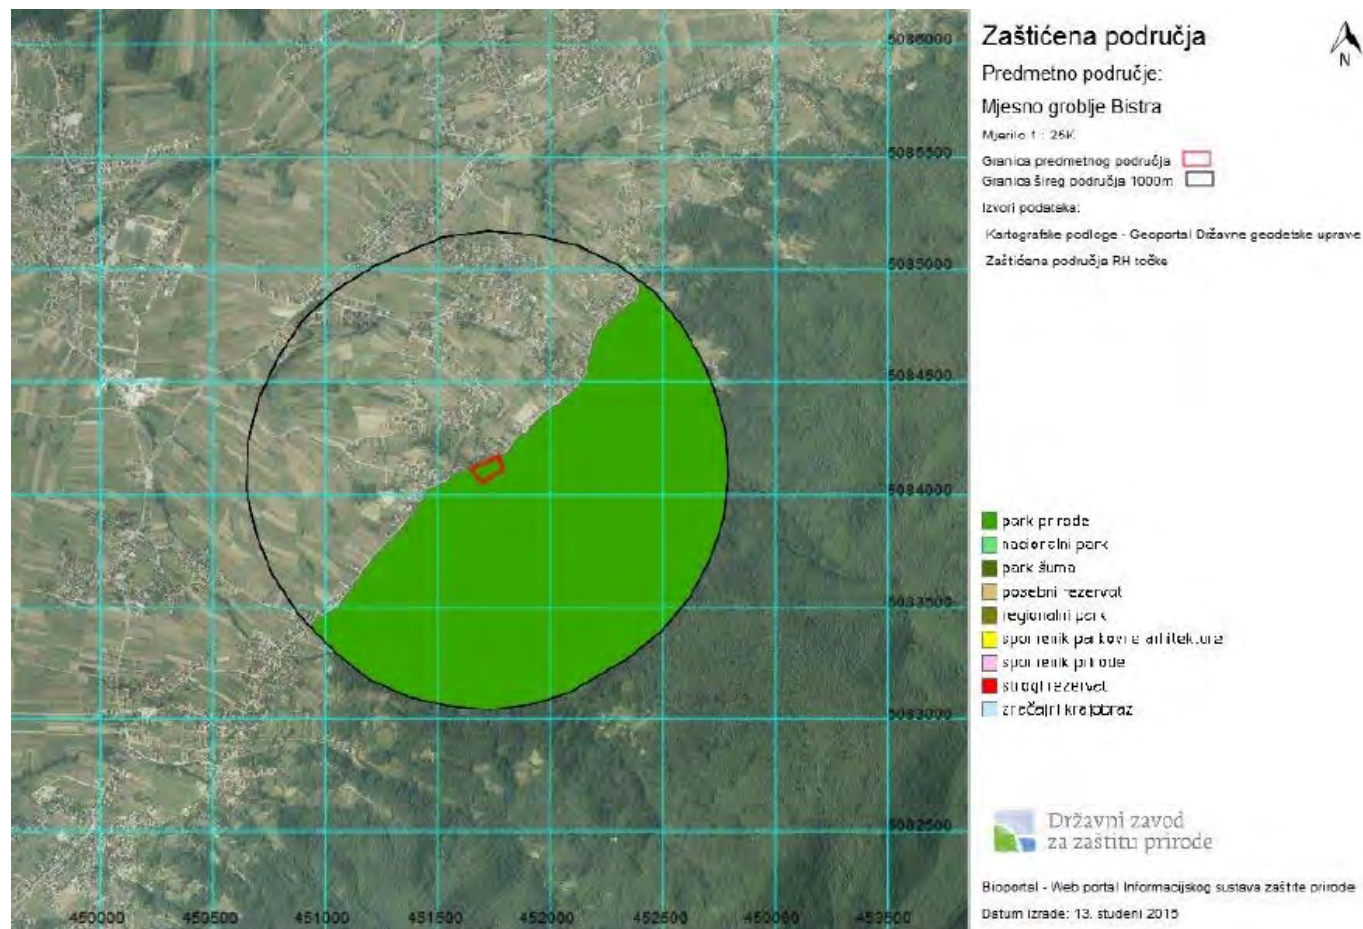 Zaštićena područja
N
Predmetno područje:
Mjesno groblje Bistra
Mjerilo 1 : 25K
Granica predmetnog područja
Granica šireg područja 1000m
Izvori podataka:
Kartografske podloge - Geoportal Državne geodetske uprave
Zaštićena područja RH točke
park prirode
nacionalni park
park šuma
posebni rezervat
regionalni park
spomenik parkovne arhitekture
spomenik prirode
strogi rezervat
značajni krajobraz
Državni zavod
za zaštitu prirode
Bioportal - Web portal Informacijskog sustava zaštite prirode
Datum izrade: 13. studeni 2015
5086000
5085500
5085000
5084500
5084000
5083500
5083000
5082500
450000 450500 451000 451500 452000 452500 453500